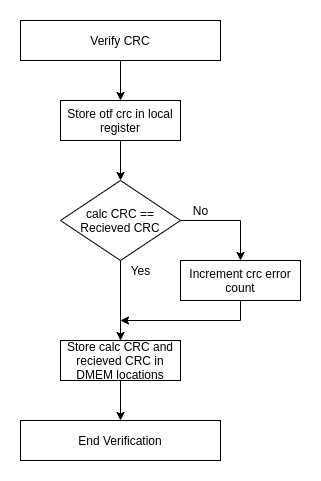 Verify CRC
Store otf crc in local
register
calc CRC ==
Recieved CRC
No
Yes
Increment crc error
count
Store calc CRC and
recieved CRC in
DMEM locations
End Verification